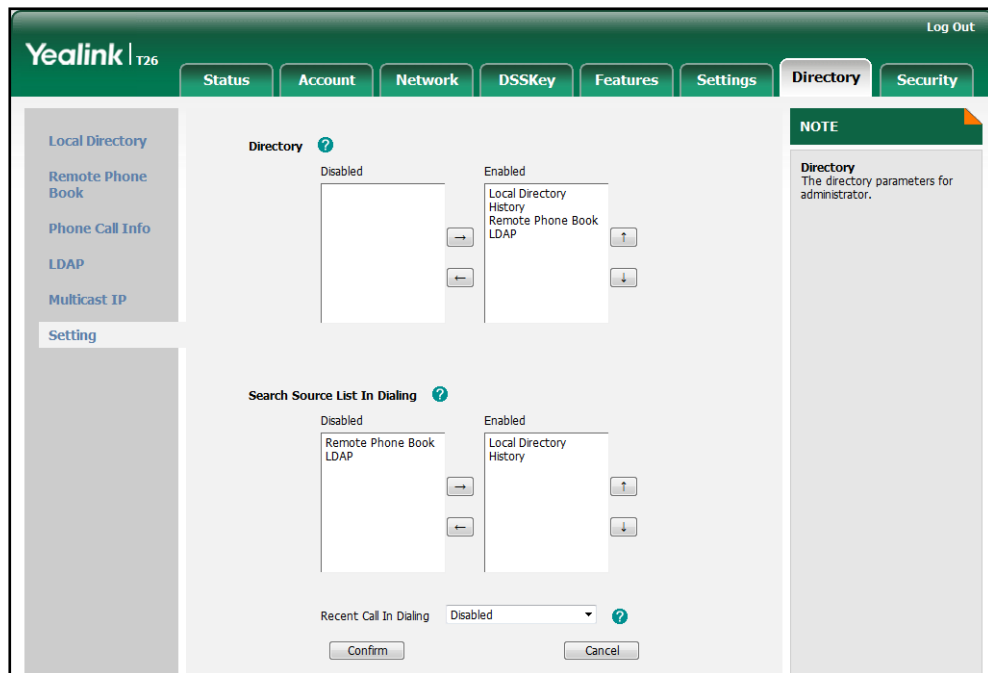 Log Out
Yealink T26
Status
Account
Network
DSSKey
Features
Settings
Directory
Security
Local Directory
Remote Phone
Book
Phone Call Info
LDAP
Multicast IP
Setting
Directory ?
Disabled
Enabled
Local Directory
History
Remote Phone Book
LDAP
→
←
↑
↓
Search Source List In Dialing ?
Disabled
Enabled
Remote Phone Book
LDAP
Local Directory
History
→
←
↑
↓
Recent Call In Dialing Disabled ?
Confirm
Cancel
NOTE
Directory
The directory parameters for
administrator.